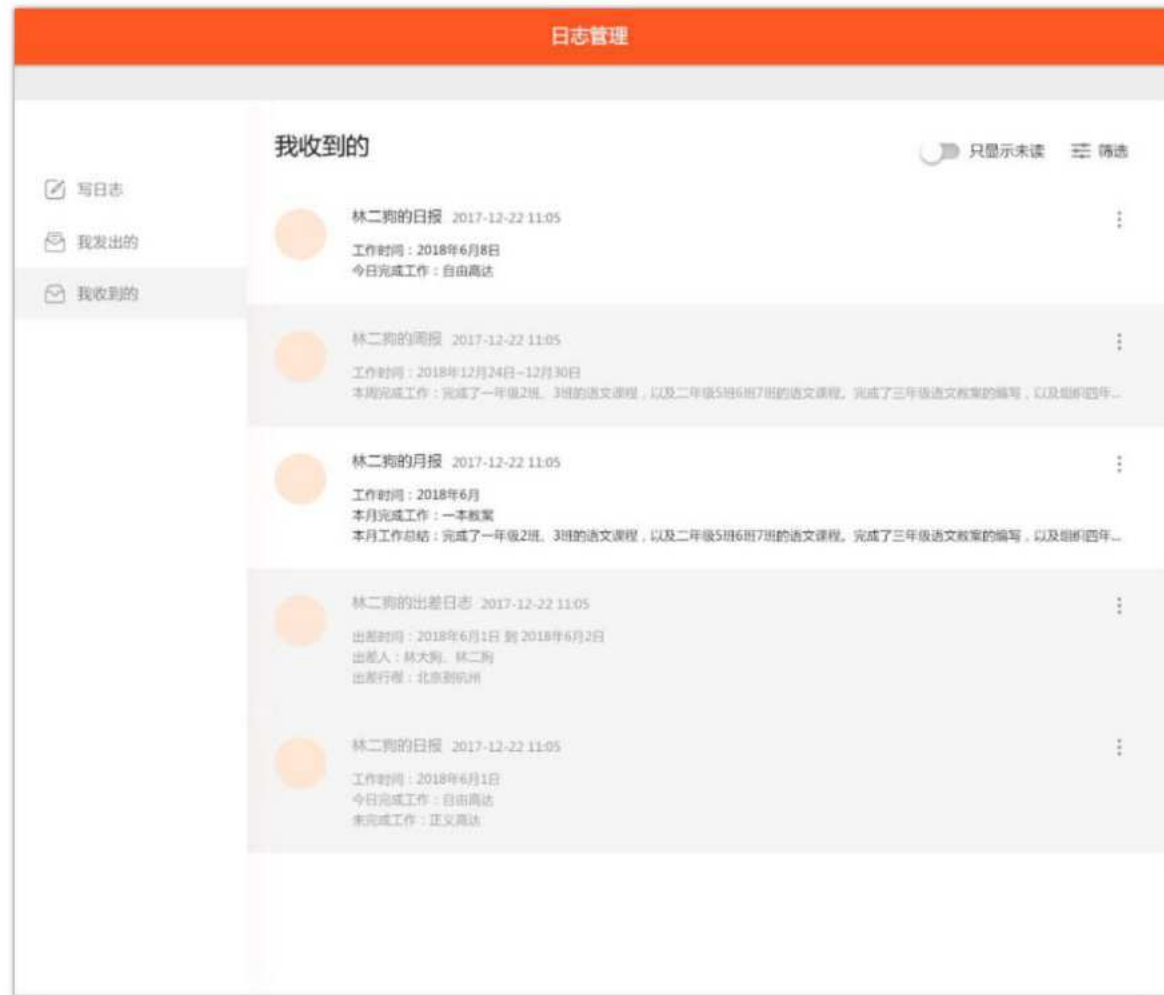 日志管理
我收到的
只显示未读 筛选
写日志
我发出的
我收到的
林二狗的日报 2017-12-22 11:05
工作时间：2018年6月8日
今日完成工作：自由高达
林二狗的周报 2017-12-22 11:05
工作时间：2018年12月24日~12月30日
本周完成工作：完成了一年级2班、3班的语文课程，以及二年级5班6班7班的语文课程。完成了三年级语文教案的编写，以及组织四年...
林二狗的月报 2017-12-22 11:05
工作时间：2018年6月
本月完成工作：一本教案
本月工作总结：完成了一年级2班、3班的语文课程，以及二年级5班6班7班的语文课程。完成了三年级语文教案的编写，以及组织四年...
林二狗的出差日志 2017-12-22 11:05
出差时间：2018年6月1日 到 2018年6月2日
出差人：林大狗、林二狗
出差行程：北京到杭州
林二狗的日报 2017-12-22 11:05
工作时间：2018年6月1日
今日完成工作：自由高达
未完成工作：正义高达